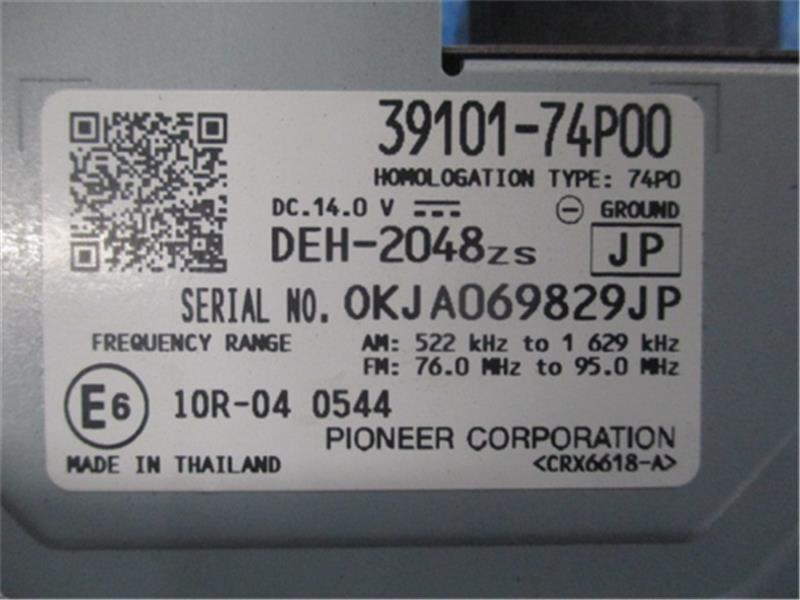 39101-74P00
HOMOLOGATION TYPE: 74P0
DC.14.0 V ⎓ ⊖ GROUND
DEH-2048ZS JP
SERIAL NO. OKJA069829JP
FREQUENCY RANGE AM: 522 kHz to 1 629 kHz
FM: 76.0 MHz to 95.0 MHz
E6 10R-04 0544
PIONEER CORPORATION
MADE IN THAILAND <CRX6618-A>